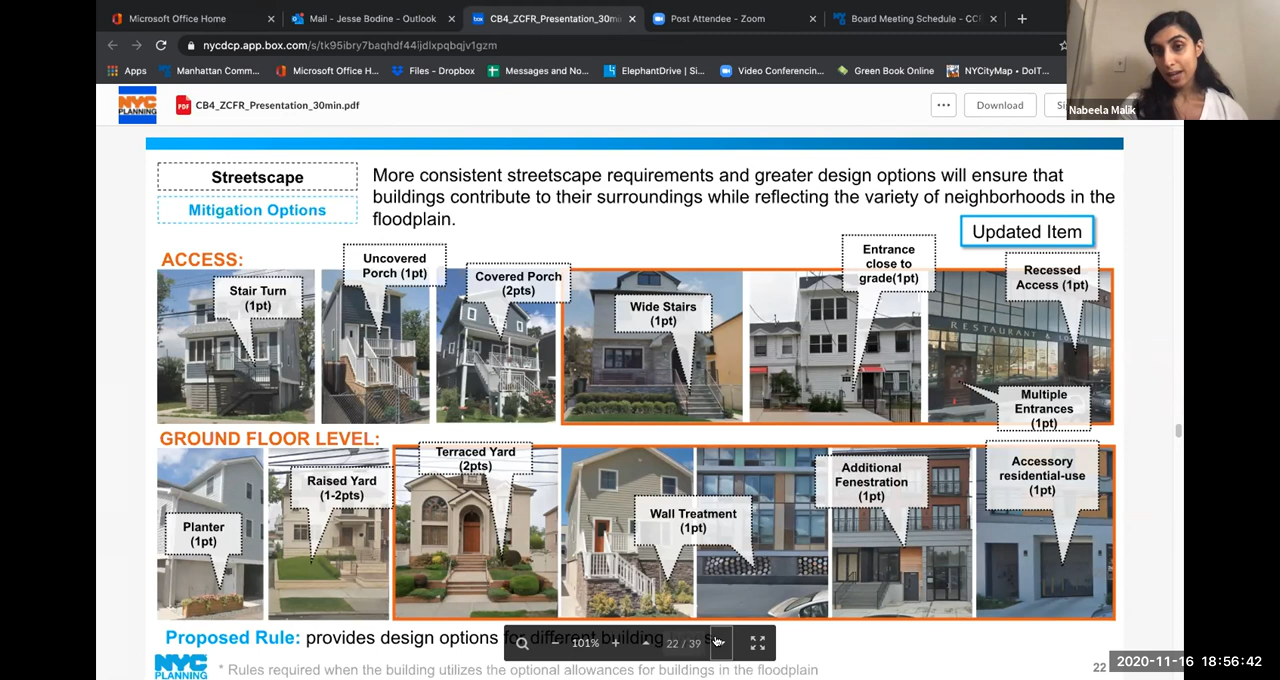 Microsoft Office Home
Mail - Jesse Bodine - Outlook
CB4_ZCFR_Presentation_30mi
Post Attendee - Zoom
Board Meeting Schedule - CC
nycdcp.app.box.com/s/tk95ibry7baqhdf44ijdlxpqbqjv1gzm
Apps
Manhattan Comm...
Microsoft Office H...
Files - Dropbox
Messages and No...
ElephantDrive | Si...
Video Conferencin...
Green Book Online
NYCityMap • DoIT...
NYC
PLANNING
PDF
CB4_ZCFR_Presentation_30min.pdf
Download
Nabeela Malik
Streetscape
Mitigation Options
More consistent streetscape requirements and greater design options will ensure that
buildings contribute to their surroundings while reflecting the variety of neighborhoods in the
floodplain.
Updated Item
ACCESS:
Stair Turn
(1pt)
Uncovered
Porch (1pt)
Covered Porch
(2pts)
Wide Stairs
(1pt)
Entrance
close to
grade(1pt)
Recessed
Access (1pt)
RESTAURANT &
Multiple
Entrances
(1pt)
GROUND FLOOR LEVEL:
Planter
(1pt)
Raised Yard
(1-2pts)
Terraced Yard
(2pts)
Wall Treatment
(1pt)
Additional
Fenestration
(1pt)
Accessory
residential-use
(1pt)
Proposed Rule: provides design options for different building
101%
22 / 39
NYC
PLANNING
* Rules required when the building utilizes the optional allowances for buildings in the floodplain
22
2020-11-16 18:56:42